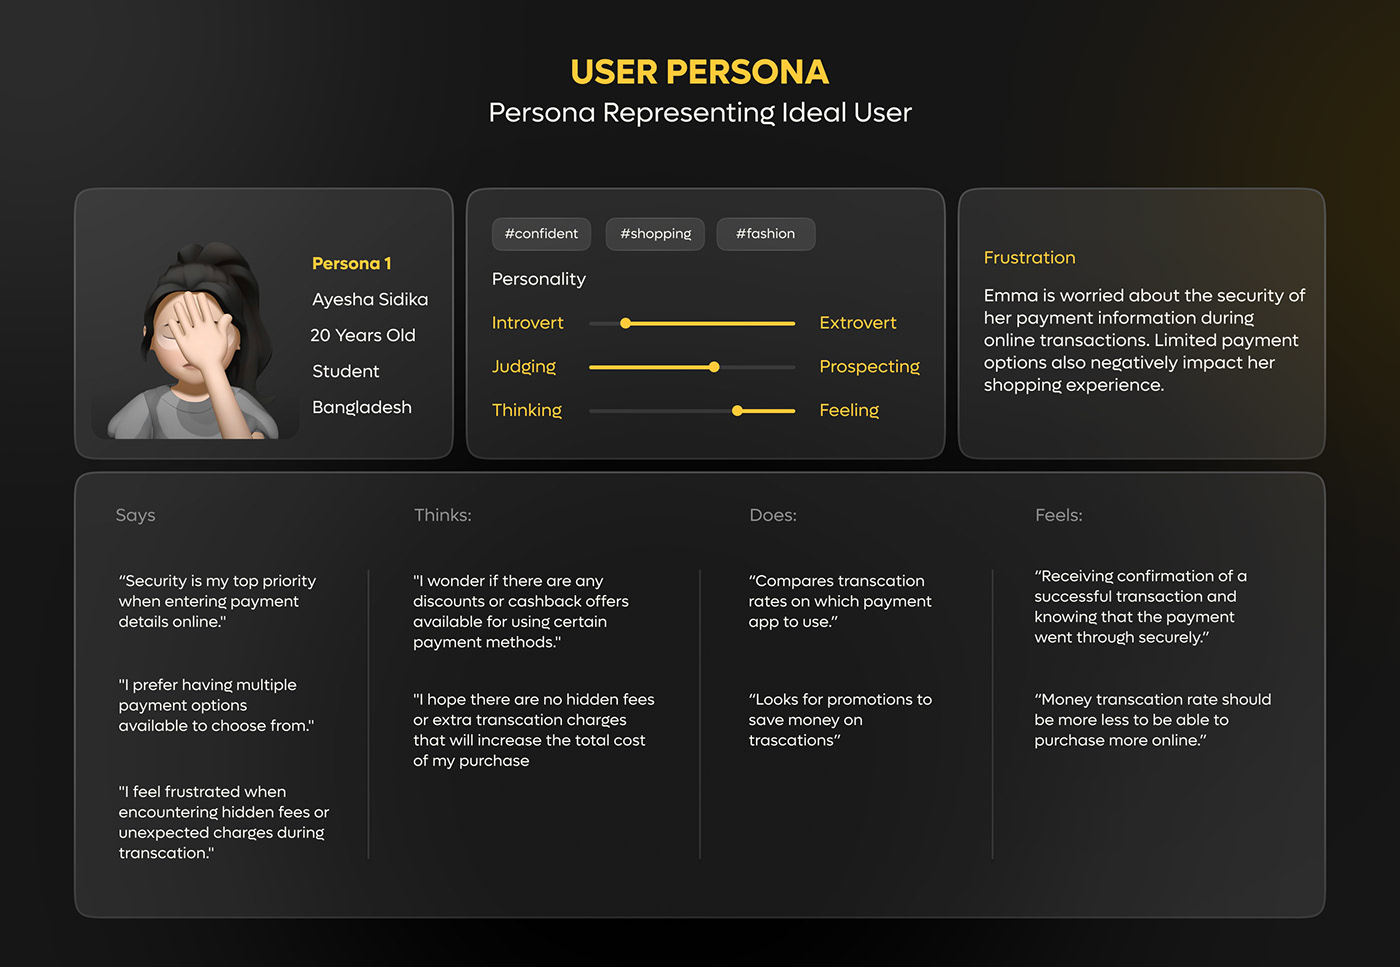 USER PERSONA
Persona Representing Ideal User
Persona 1
Ayesha Sidika
20 Years Old
Student
Bangladesh
#confident
#shopping
#fashion
Personality
Introvert Extrovert
Judging Prospecting
Thinking Feeling
Frustration
Emma is worried about the security of
her payment information during
online transactions. Limited payment
options also negatively impact her
shopping experience.
Says
“Security is my top priority
when entering payment
details online."
"I prefer having multiple
payment options
available to choose from."
"I feel frustrated when
encountering hidden fees or
unexpected charges during
transcation."
Thinks:
"I wonder if there are any
discounts or cashback offers
available for using certain
payment methods."
"I hope there are no hidden fees
or extra transcation charges
that will increase the total cost
of my purchase
Does:
“Compares transcation
rates on which payment
app to use.”
“Looks for promotions to
save money on
trascations”
Feels:
“Receiving confirmation of a
successful transaction and
knowing that the payment
went through securely.”
“Money transcation rate should
be more less to be able to
purchase more online.”